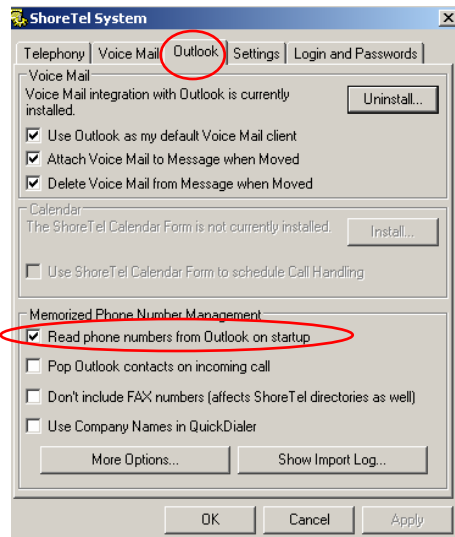 ShoreTel System
Telephony Voice Mail Outlook Settings Login and Passwords
Voice Mail
Voice Mail integration with Outlook is currently
installed.
Uninstall...
Use Outlook as my default Voice Mail client
Attach Voice Mail to Message when Moved
Delete Voice Mail from Message when Moved
Calendar
The ShoreTel Calendar Form is not currently installed.
Install...
Use ShoreTel Calendar Form to schedule Call Handling
Memorized Phone Number Management
Read phone numbers from Outlook on startup
Pop Outlook contacts on incoming call
Don't include FAX numbers (affects ShoreTel directories as well)
Use Company Names in QuickDialer
More Options... Show Import Log...
OK Cancel Apply